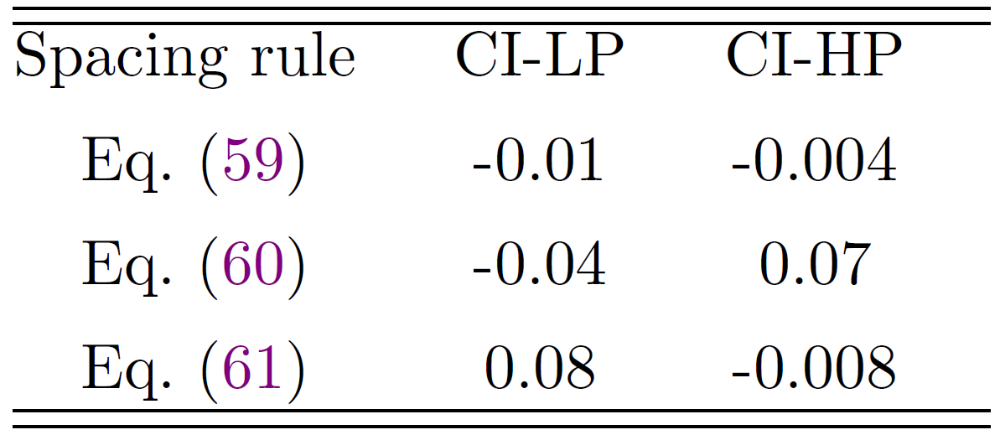 Spacing rule CI-LP CI-HP
Eq. (59) -0.01 -0.004
Eq. (60) -0.04 0.07
Eq. (61) 0.08 -0.008